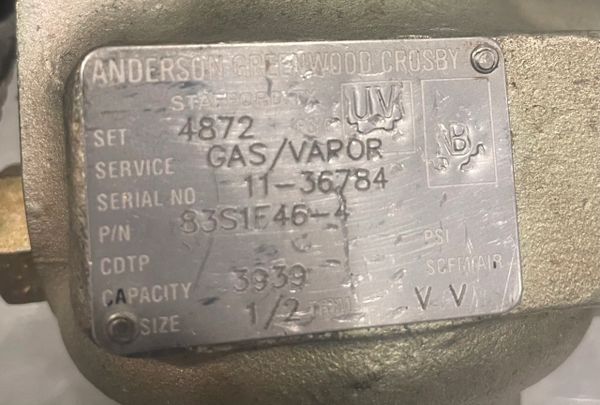 ANDERSON GREENWOOD CROSBY
STAFFORD, TX
UV
B
SET 4872
SERVICE GAS/VAPOR
SERIAL NO 11-36784
P/N 83S1F46-4
CDTP PSI
CAPACITY 3939 SCFM/AIR
SIZE 1/2 V V